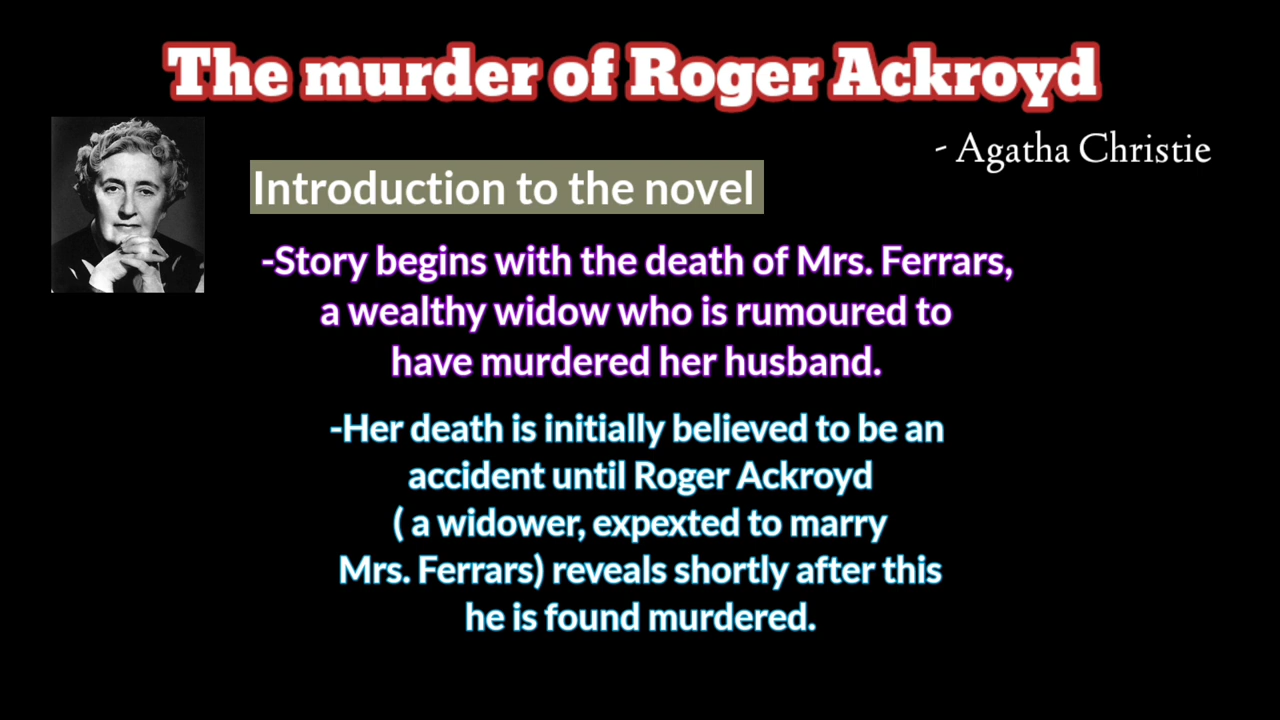 The murder of Roger Ackroyd
- Agatha Christie
Introduction to the novel
-Story begins with the death of Mrs. Ferrars,
a wealthy widow who is rumoured to
have murdered her husband.
-Her death is initially believed to be an
accident until Roger Ackroyd
( a widower, expexted to marry
Mrs. Ferrars) reveals shortly after this
he is found murdered.